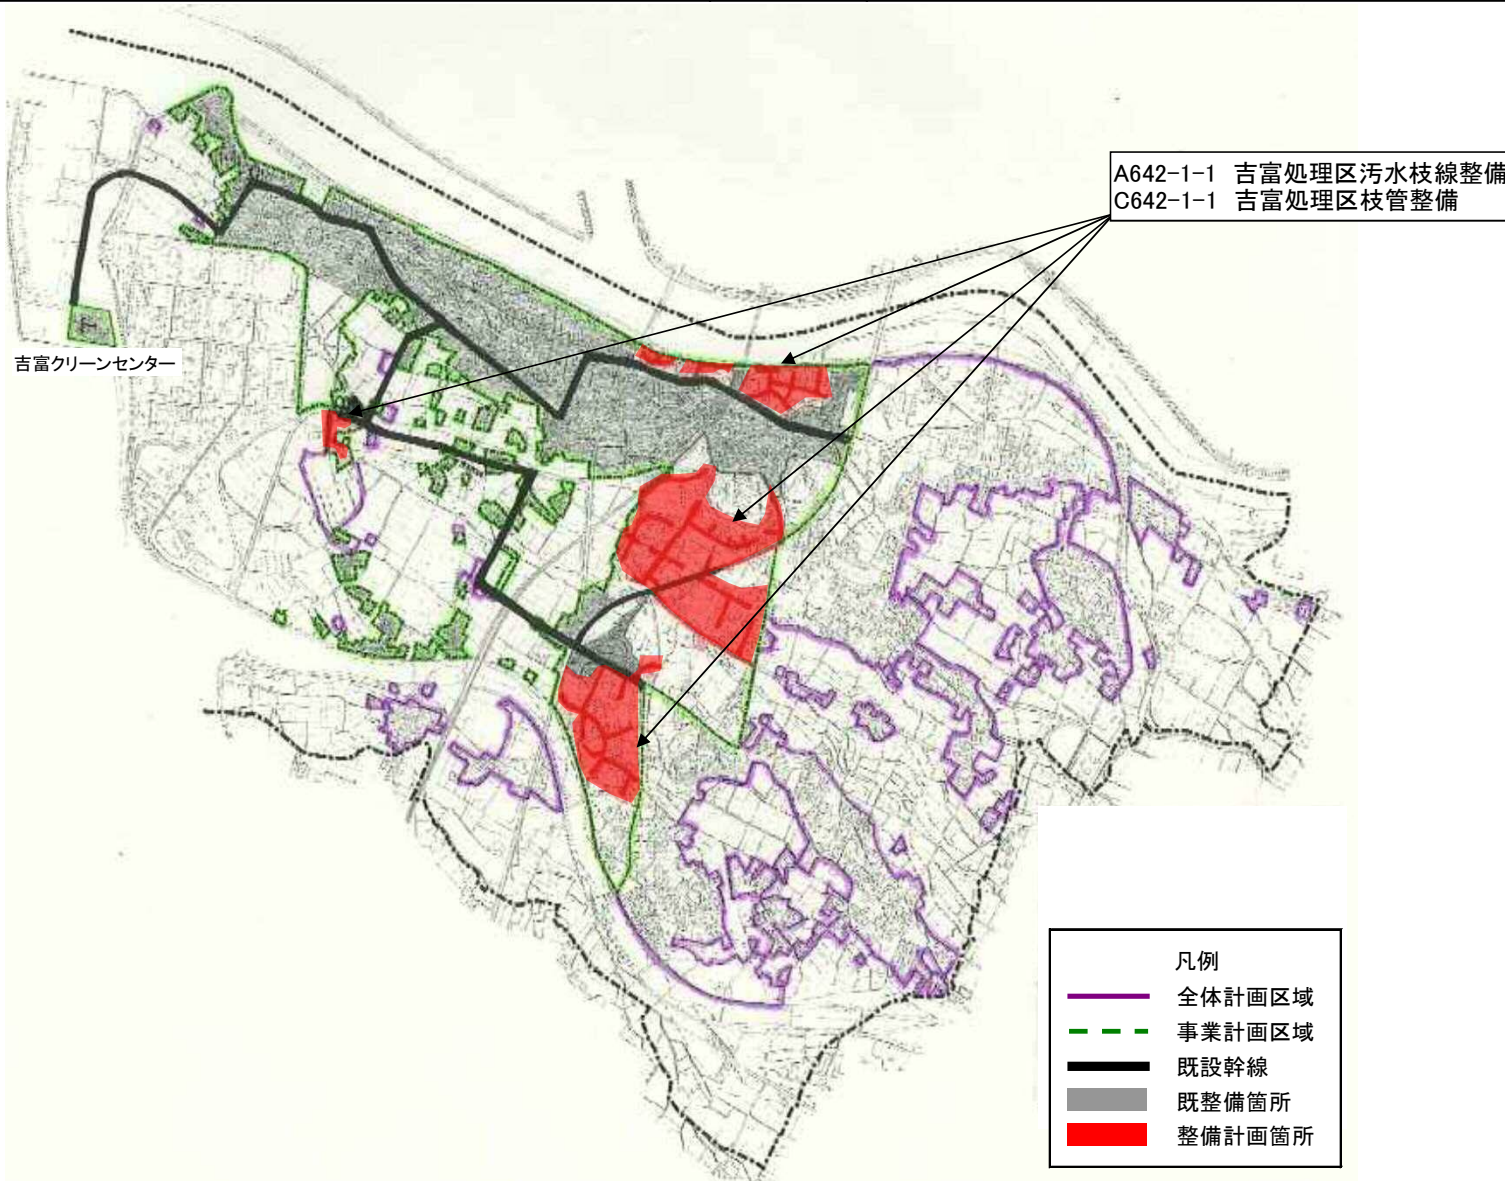 A642-1-1 吉富処理区汚水枝線整備
C642-1-1 吉富処理区枝管整備
吉富クリーンセンター
凡例
全体計画区域
事業計画区域
既設幹線
既整備箇所
整備計画箇所